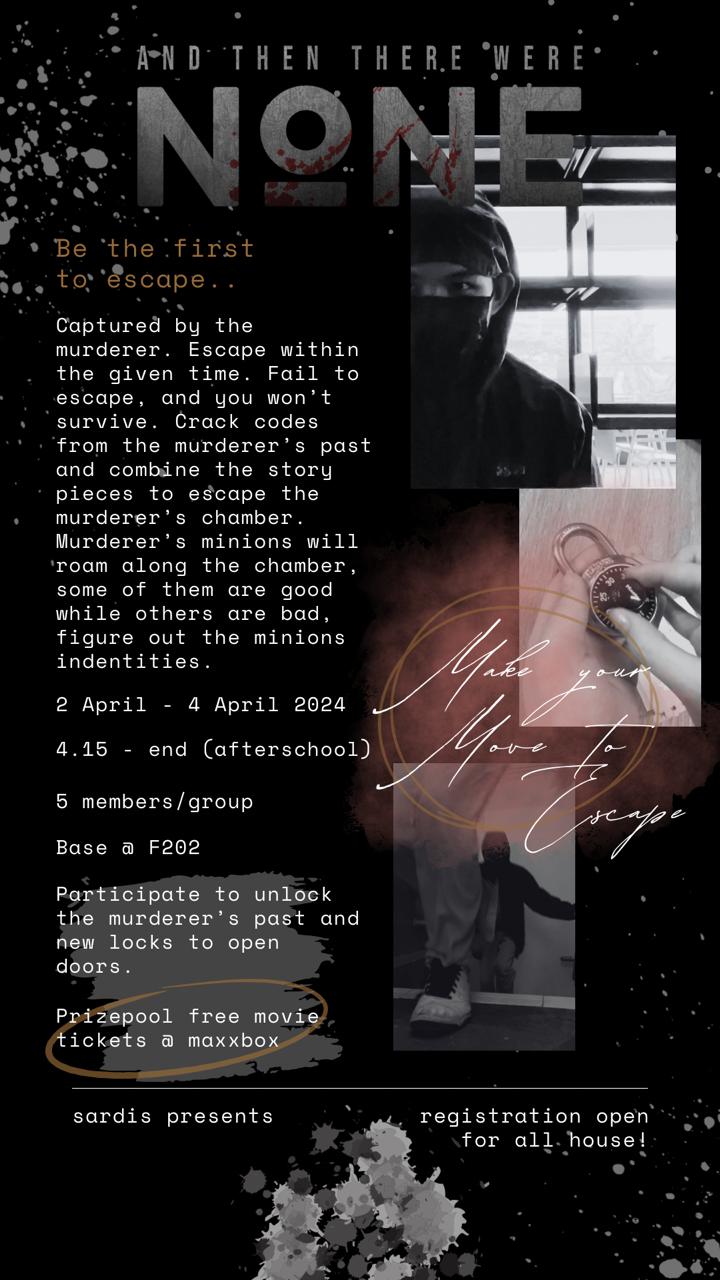 AND THEN THERE WERE
NONE
Be the first
to escape..
Captured by the
murderer. Escape within
the given time. Fail to
escape, and you won't
survive. Crack codes
from the murderer's past
and combine the story
pieces to escape the
murderer's chamber.
Murderer's minions will
roam along the chamber,
some of them are good
while others are bad,
figure out the minions
indentities.
2 April - 4 April 2024
4.15 - end (afterschool)
5 members/group
Base @ F202
Participate to unlock
the murderer's past and
new locks to open
doors.
Prizepool free movie
tickets @ maxxbox
Make your
Move To
Escape
sardis presents
registration open
for all house!